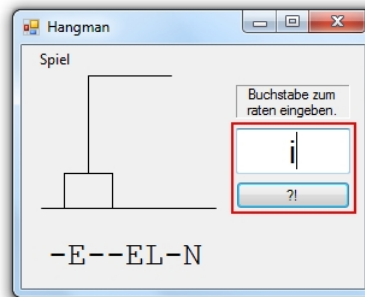 Hangman
Spiel
Buchstabe zum
raten eingeben.
i
?!
-E--EL-N